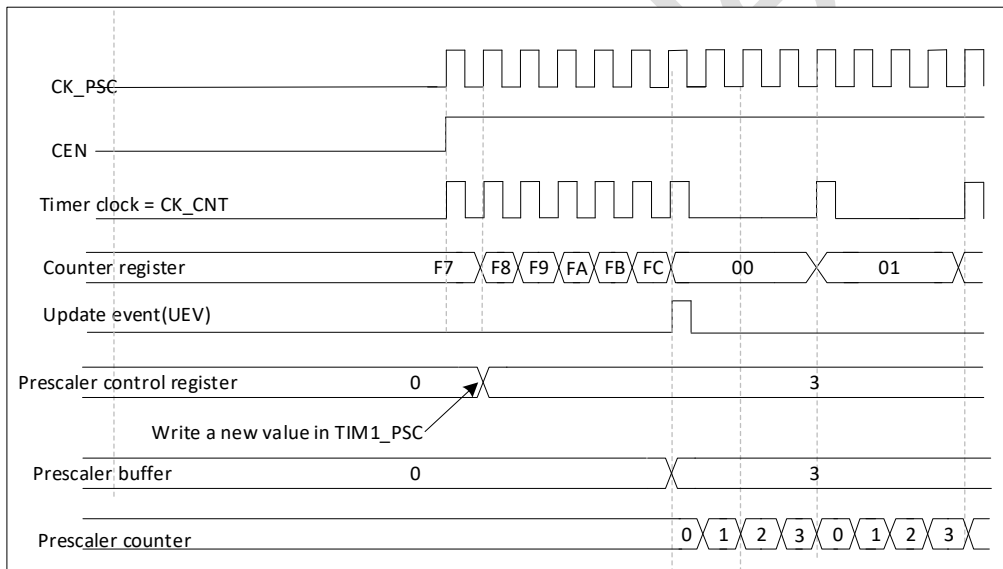 CK_PSC
CEN
Timer clock = CK_CNT
Counter register F7 F8 F9 FA FB FC 00 01
Update event(UEV)
Prescaler control register 0 3
Write a new value in TIM1_PSC
Prescaler buffer 0 3
Prescaler counter 0 1 2 3 0 1 2 3